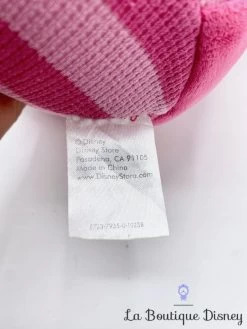 © Disney
Disney Store
Pasadena, CA 91105
Made in China
www.DisneyStore.com
La Boutique Disney